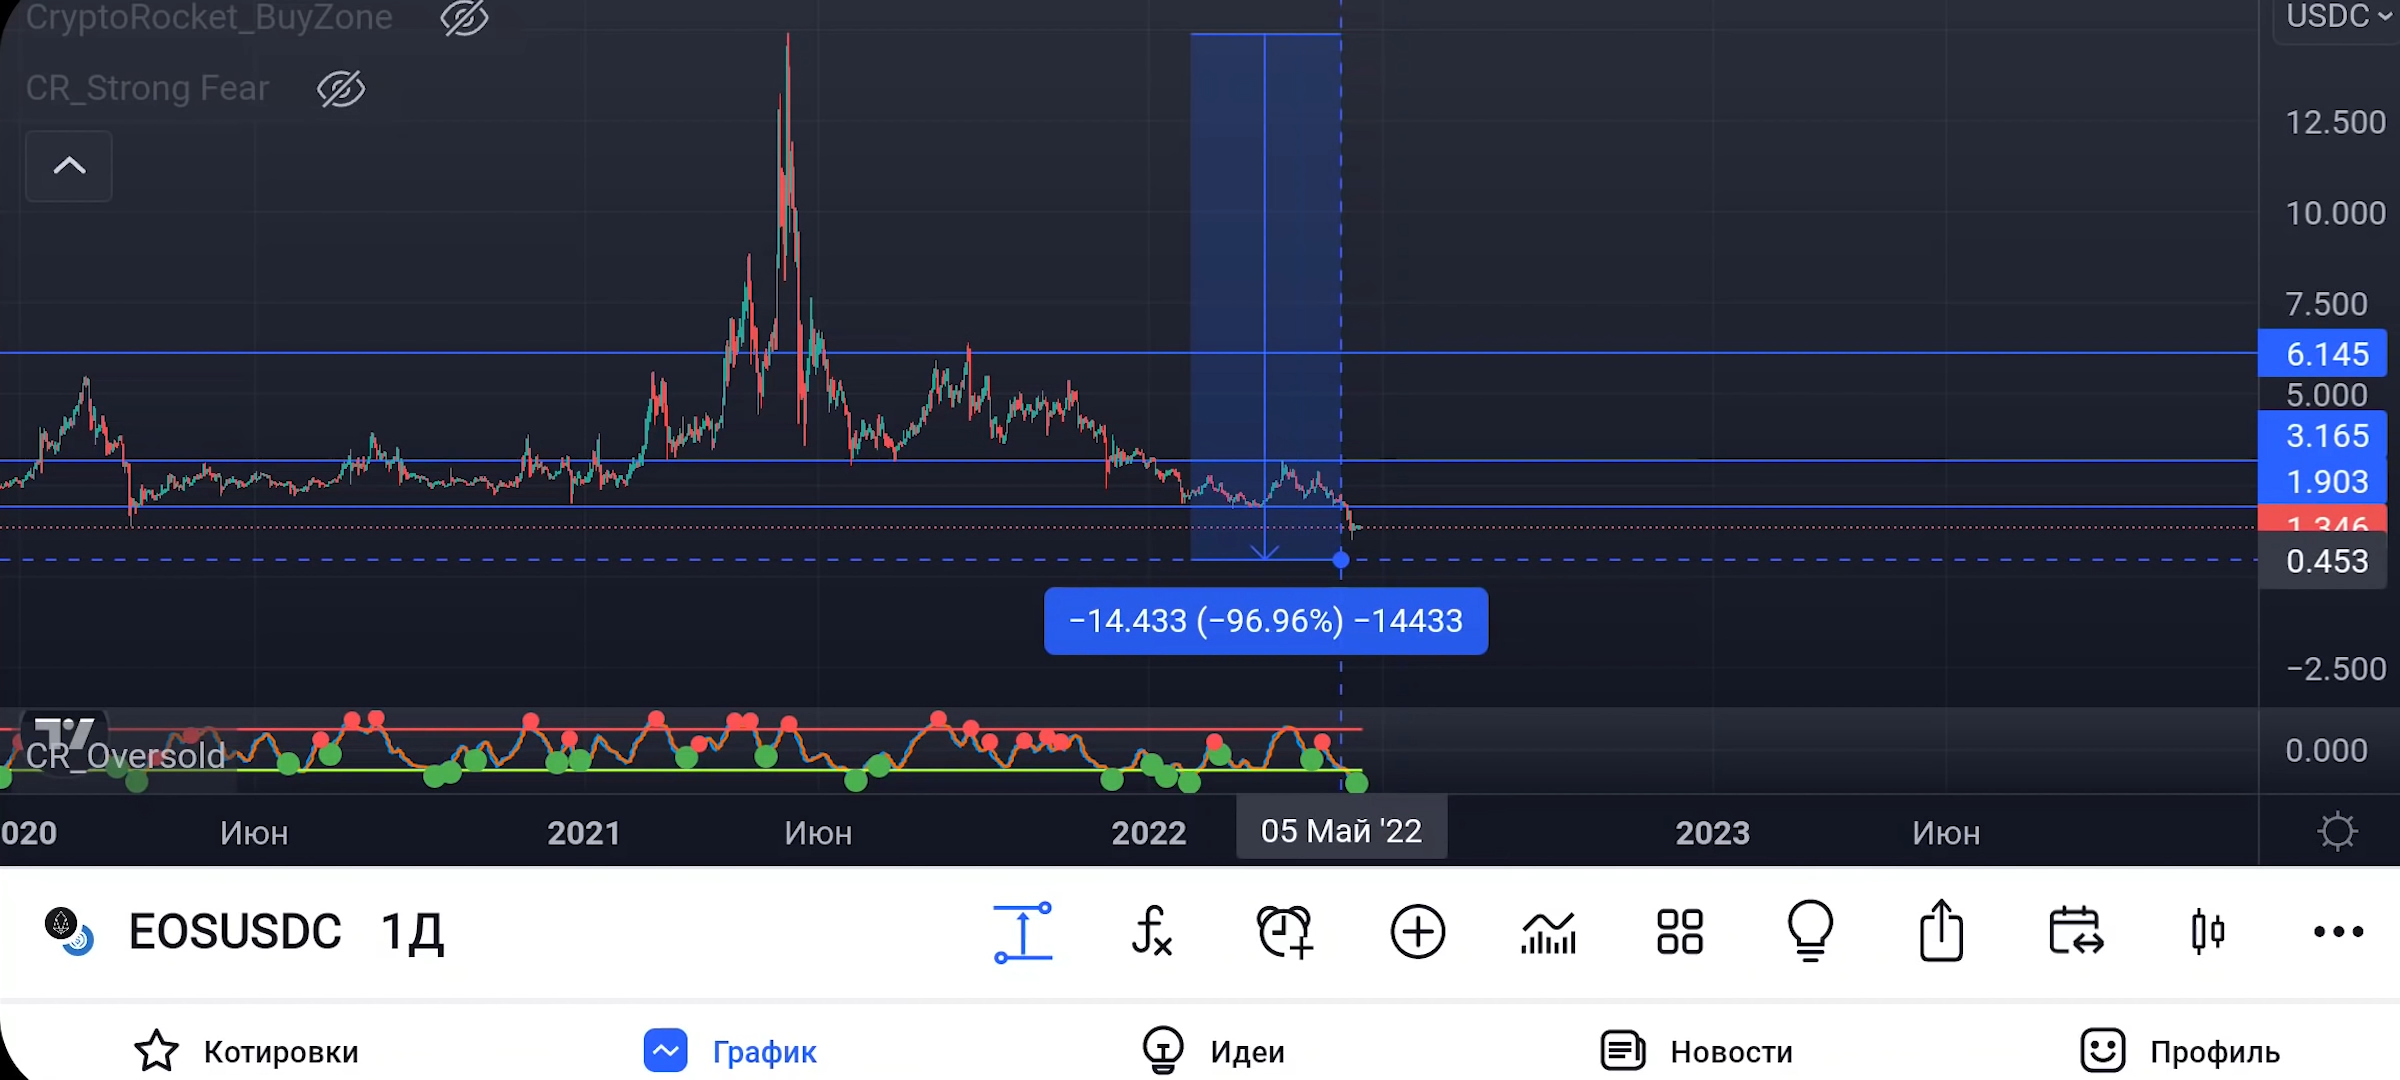 CryptoRocket_BuyZone
USDC
CR_Strong Fear
12.500
10.000
7.500
6.145
5.000
3.165
1.903
1.346
0.453
−14.433 (−96.96%) −14433
−2.500
CR_Oversold
0.000
020 Июн 2021 Июн 2022 05 Май '22 2023 Июн
EOSUSDC 1Д
Котировки График Идеи Новости Профиль